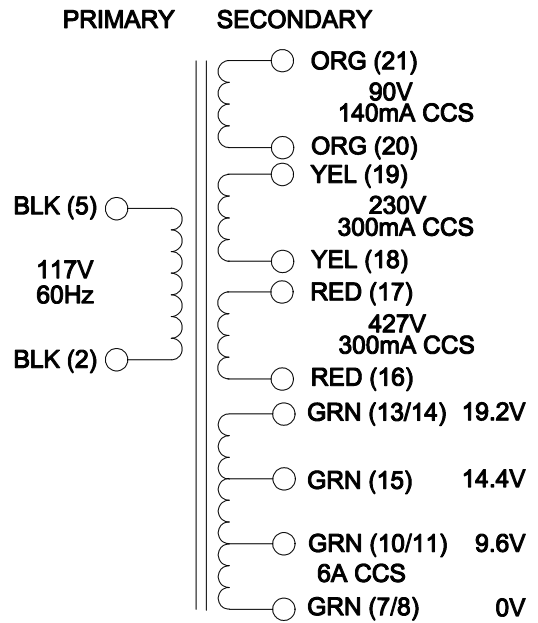 PRIMARY SECONDARY
ORG (21)
90V
140mA CCS
ORG (20)
YEL (19)
BLK (5)
230V
300mA CCS
117V
60Hz
YEL (18)
RED (17)
427V
300mA CCS
BLK (2)
RED (16)
GRN (13/14) 19.2V
GRN (15) 14.4V
GRN (10/11) 9.6V
6A CCS
GRN (7/8) 0V